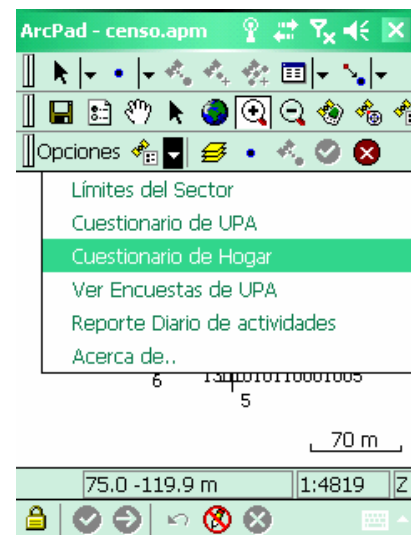 ArcPad - censo.apm
Opciones
Límites del Sector
Cuestionario de UPA
Cuestionario de Hogar
Ver Encuestas de UPA
Reporte Diario de actividades
Acerca de..
6
5
70 m
75.0 -119.9 m 1:4819 Z